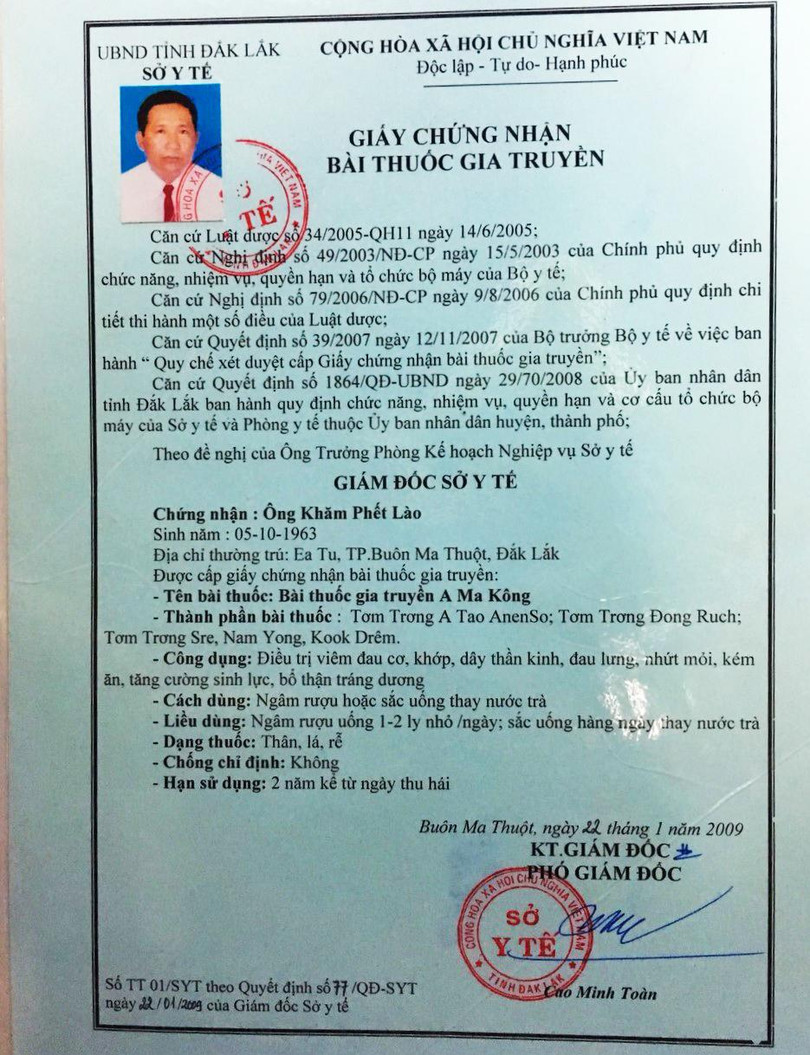 UBND TỈNH ĐẮK LẮK
SỞ Y TẾ
CỘNG HÒA XÃ HỘI CHỦ NGHĨA VIỆT NAM
Độc lập - Tự do- Hạnh phúc
GIẤY CHỨNG NHẬN
BÀI THUỐC GIA TRUYỀN
SỞ
Y TẾ
Căn cứ Luật dược số 34/2005-QH11 ngày 14/6/2005;
Căn cứ Nghị định số 49/2003/NĐ-CP ngày 15/5/2003 của Chính phủ quy định
chức năng, nhiệm vụ, quyền hạn và tổ chức bộ máy của Bộ y tế;
Căn cứ Nghị định số 79/2006/NĐ-CP ngày 9/8/2006 của Chính phủ quy định chi
tiết thi hành một số điều của Luật dược;
Căn cứ Quyết định số 39/2007 ngày 12/11/2007 của Bộ trưởng Bộ y tế về việc ban
hành “ Quy chế xét duyệt cấp Giấy chứng nhận bài thuốc gia truyền”;
Căn cứ Quyết định số 1864/QĐ-UBND ngày 29/70/2008 của Ủy ban nhân dân
tỉnh Đắk Lắk ban hành quy định chức năng, nhiệm vụ, quyền hạn và cơ cấu tổ chức bộ
máy của Sở y tế và Phòng y tế thuộc Ủy ban nhân dân huyện, thành phố;
Theo đề nghị của Ông Trưởng Phòng Kế hoạch Nghiệp vụ Sở y tế
GIÁM ĐỐC SỞ Y TẾ
Chứng nhận : Ông Khăm Phết Lào
Sinh năm : 05-10-1963
Địa chỉ thường trú: Ea Tu, TP.Buôn Ma Thuột, Đắk Lắk
Được cấp giấy chứng nhận bài thuốc gia truyền:
- Tên bài thuốc: Bài thuốc gia truyền A Ma Kông
- Thành phần bài thuốc : Tơm Trơng A Tao AnenSo; Tơm Trơng Đong Ruch;
Tơm Trơng Sre, Nam Yong, Kook Drêm.
- Công dụng: Điều trị viêm đau cơ, khớp, dây thần kinh, đau lưng, nhứt mỏi, kém
ăn, tăng cường sinh lực, bổ thận tráng dương
- Cách dùng: Ngâm rượu hoặc sắc uống thay nước trà
- Liều dùng: Ngâm rượu uống 1-2 ly nhỏ /ngày; sắc uống hàng ngày thay nước trà
- Dạng thuốc: Thân, lá, rễ
- Chống chỉ định: Không
- Hạn sử dụng: 2 năm kể từ ngày thu hái
Buôn Ma Thuột, ngày 22 tháng 1 năm 2009
KT.GIÁM ĐỐC
PHÓ GIÁM ĐỐC
CỘNG HÒA XÃ HỘI CHỦ NGHĨA VIỆT NAM
SỞ
Y TẾ
TỈNH ĐAK LĂK
Cao Minh Toàn
Số TT 01/SYT theo Quyết định số 77 /QĐ-SYT
ngày 22/01/2009 của Giám đốc Sở y tế